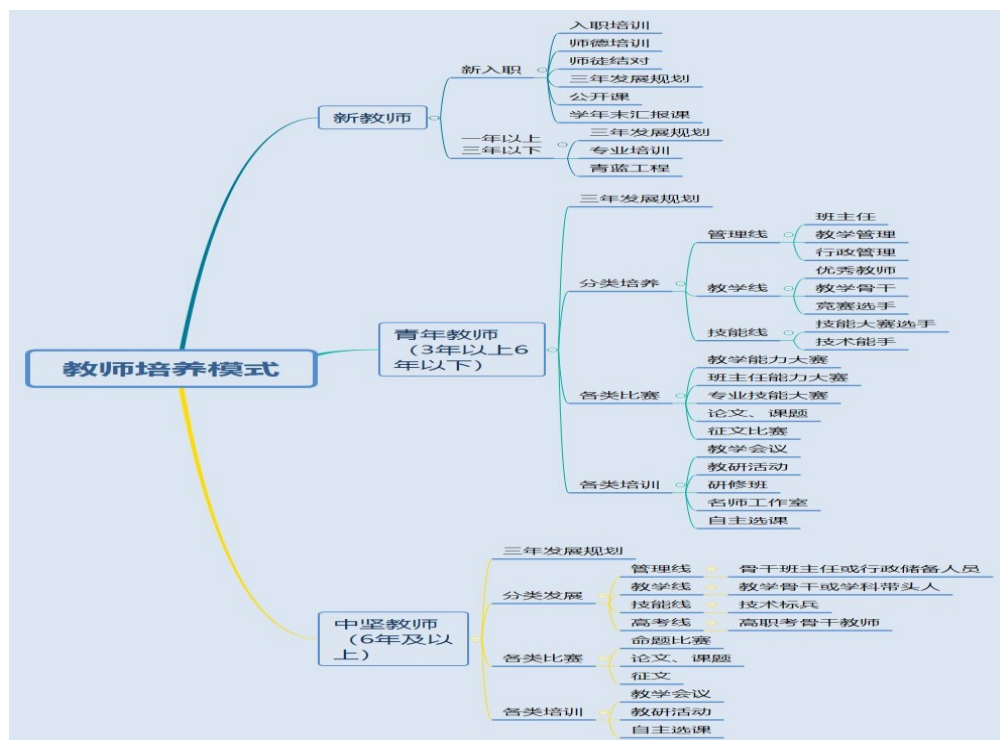 教师培养模式
新教师
新入职
入职培训
师德培训
师徒结对
三年发展规划
公开课
学年末汇报课
一年以上
三年以下
三年发展规划
专业培训
青蓝工程
青年教师
（3年以上6
年以下）
三年发展规划
分类培养
管理线
班主任
教学管理
行政管理
教学线
优秀教师
教学骨干
竞赛选手
技能线
技能大赛选手
技术能手
各类比赛
教学能力大赛
班主任能力大赛
专业技能大赛
论文、课题
征文比赛
各类培训
教学会议
教研活动
研修班
名师工作室
自主选课
中坚教师
（6年及以
上）
三年发展规划
分类发展
管理线
骨干班主任或行政储备人员
教学线
教学骨干或学科带头人
技能线
技术标兵
高考线
高职考骨干教师
各类比赛
命题比赛
论文、课题
征文
各类培训
教学会议
教研活动
自主选课